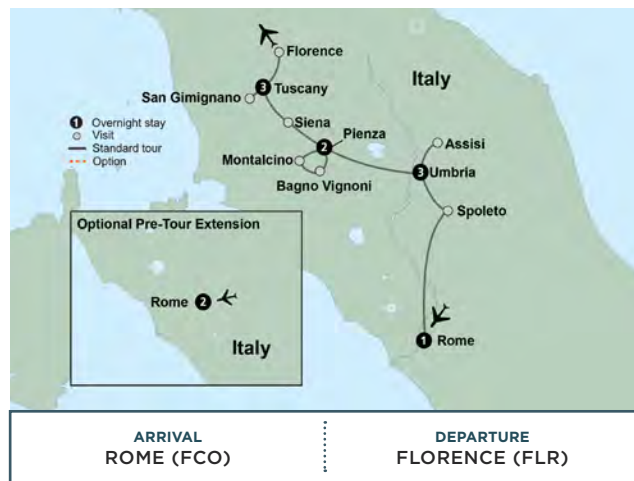 Florence
Italy
3 Tuscany
San Gimignano
1 Overnight stay
Visit
Standard tour
Option
Siena
2
Pienza
Montalcino
Bagno Vignoni
Assisi
3 Umbria
Spoleto
1 Rome
Optional Pre-Tour Extension
Rome 2
Italy
ARRIVAL
ROME (FCO)
DEPARTURE
FLORENCE (FLR)